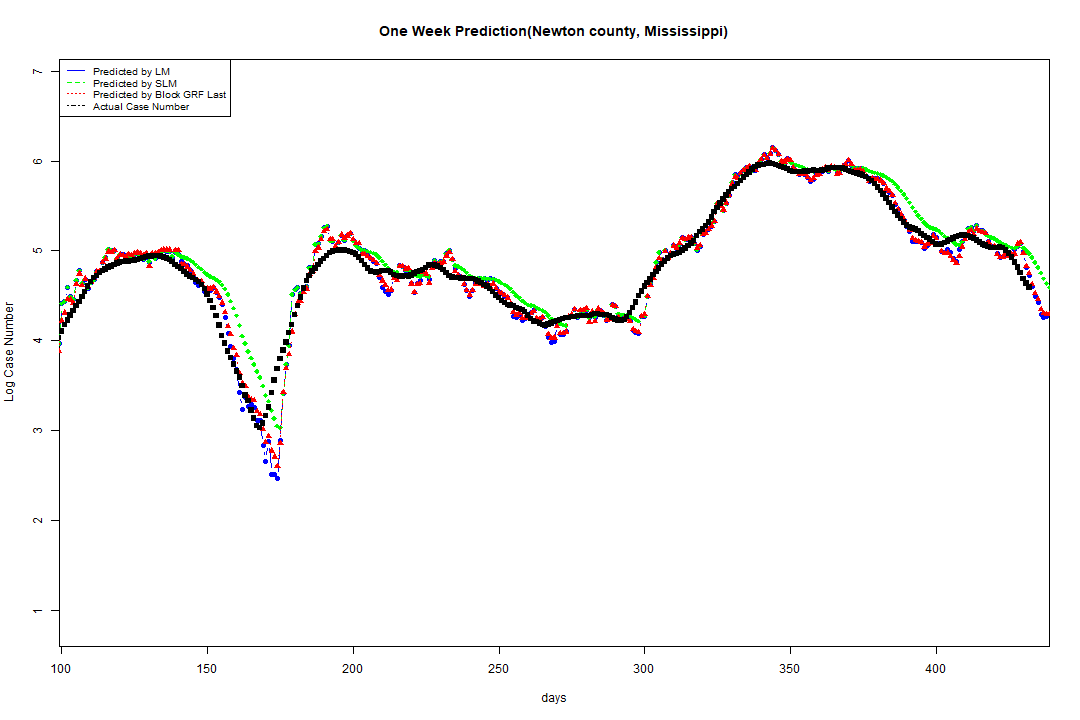 One Week Prediction(Newton county, Mississippi)
Predicted by LM
Predicted by SLM
Predicted by Block GRF Last
Actual Case Number
7
6
5
4
3
2
1
Log Case Number
100 150 200 250 300 350 400
days